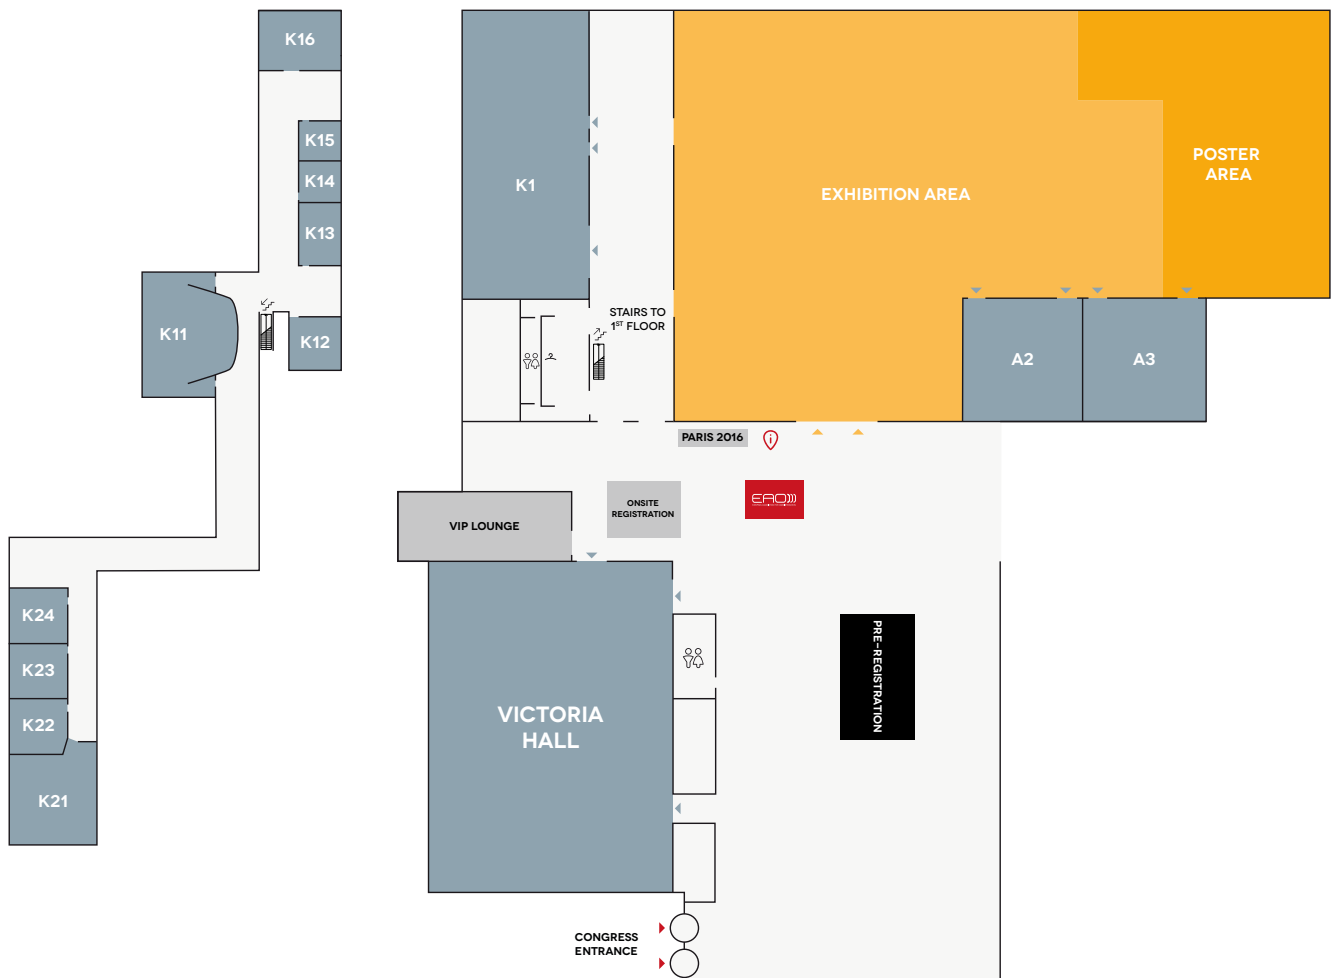 K16
K15
K14
K13
K11
K12
K24
K23
K22
K21
K1
STAIRS TO
1ST FLOOR
EXHIBITION AREA
POSTER
AREA
A2
A3
PARIS 2016
i
EAO
ONSITE
REGISTRATION
VIP LOUNGE
VICTORIA
HALL
PRE-REGISTRATION
CONGRESS
ENTRANCE